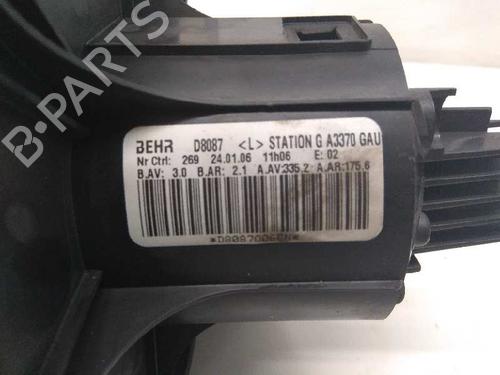 BEHR D8087 <L> STATION G A3370 GAU
Nr Ctrl: 269 24.01.06 11h06 E: 02
B.AV: 3.0 B.AR: 2.1 A.AV:335.2 A.AR:175.6
B-PARTS